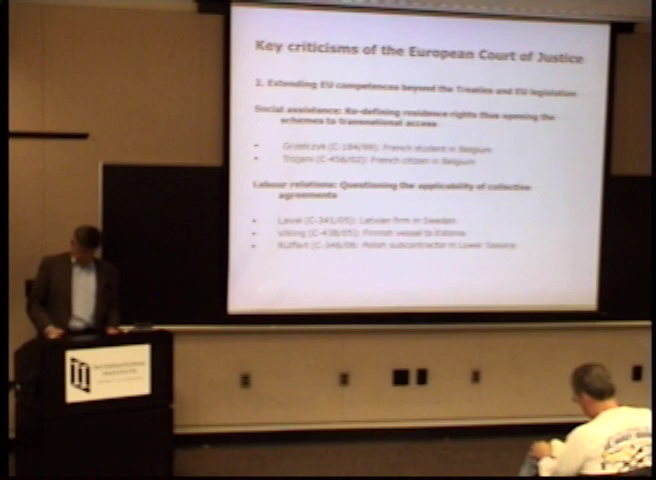 Key criticisms of the European Court of Justice
2. Extending EU competences beyond the Treaties and EU legislation
Social assistance: Re-defining residence rights thus opening the
schemes to transnational access
• Grzelczyk (C-184/99): French student in Belgium
• Trojani (C-456/02): French citizen in Belgium
Labour relations: Questioning the applicability of collective
agreements
• Laval (C-341/05): Latvian firm in Sweden
• Viking (C-438/05): Finnish vessel to Estonia
• Rüffert (C-346/06: Polish subcontractor in Lower Saxony